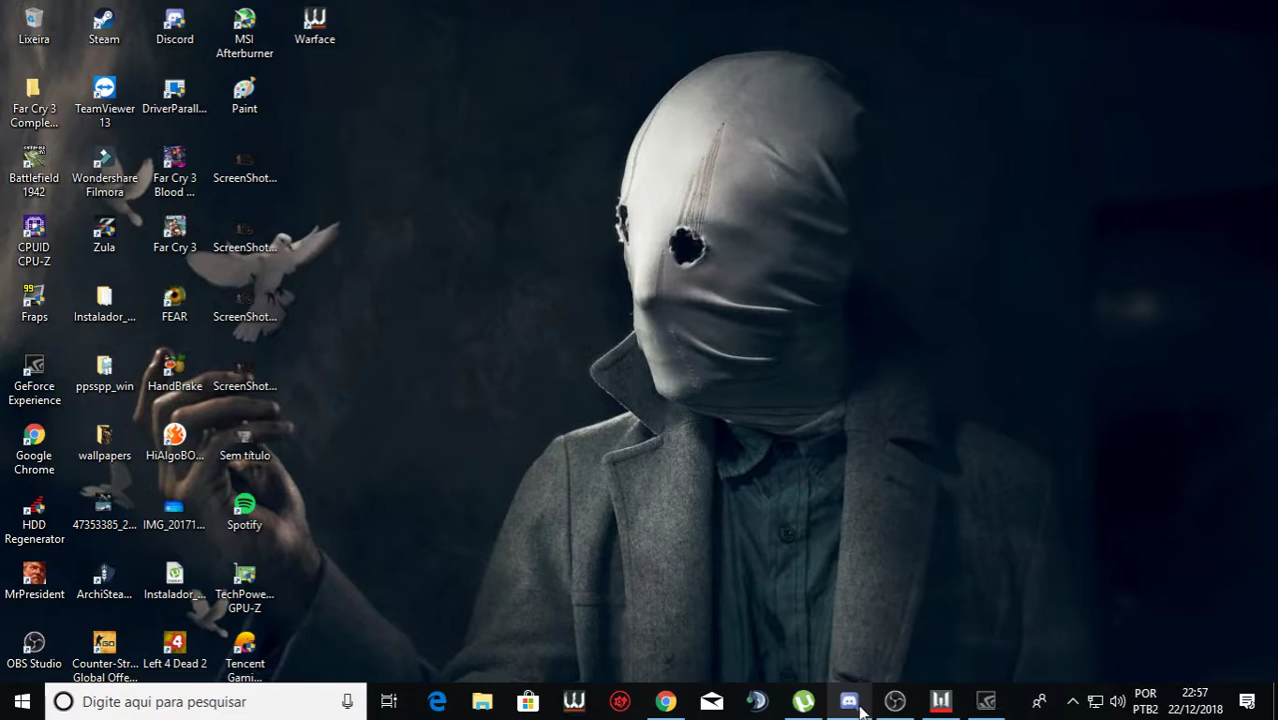 Lixeira
Steam
Discord
MSI
Afterburner
Warface
Far Cry 3
Comple...
TeamViewer
13
DriverParall...
Paint
Battlefield
1942
Wondershare
Filmora
Far Cry 3
Blood ...
ScreenShot...
CPUID
CPU-Z
Zula
Far Cry 3
ScreenShot...
99
Fraps
Instalador_...
FEAR
ScreenShot...
GeForce
Experience
ppsspp_win
HandBrake
ScreenShot...
Google
Chrome
wallpapers
HiAlgoBO...
Sem título
HDD
Regenerator
47353385_2...
IMG_20171...
Spotify
MrPresident
ArchiStea...
Instalador_...
TechPowe...
GPU-Z
OBS Studio
Counter-Str...
Global Offe...
Left 4 Dead 2
Tencent
Gami...
Digite aqui para pesquisar
POR
PTB2
22:57
22/12/2018